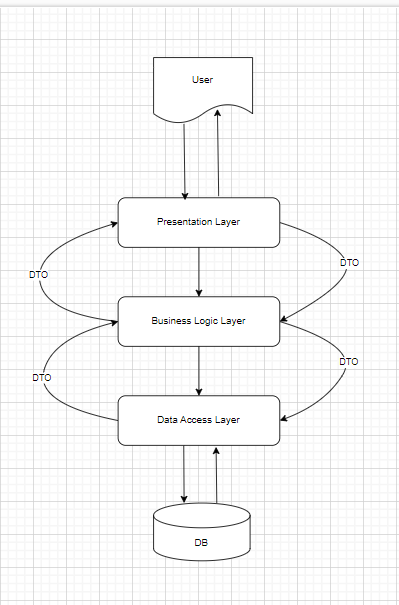 User
Presentation Layer
DTO
DTO
Business Logic Layer
DTO
DTO
Data Access Layer
DB